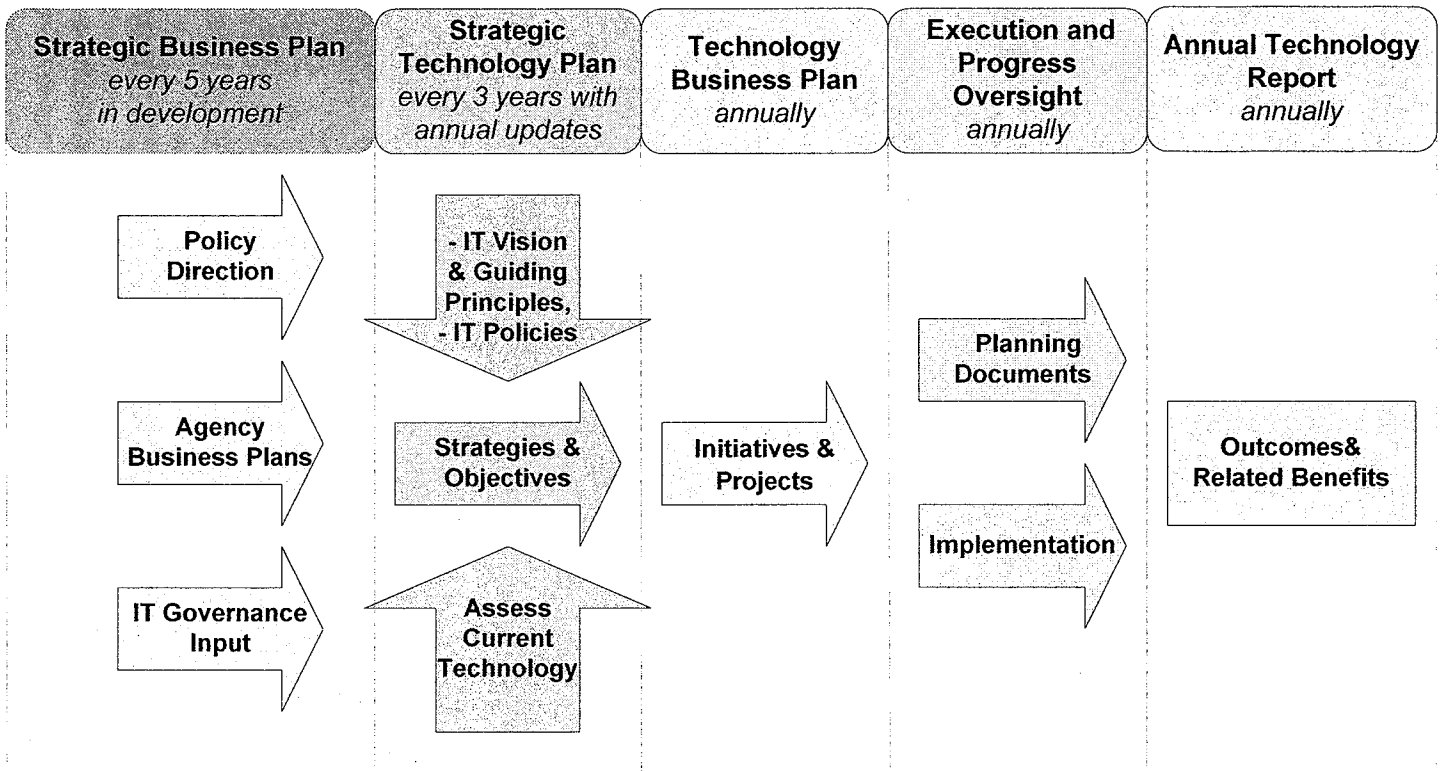 Strategic Business Plan
every 5 years
in development
Strategic
Technology Plan
every 3 years with
annual updates
Technology
Business Plan
annually
Execution and
Progress
Oversight
annually
Annual Technology
Report
annually
Policy
Direction
Agency
Business Plans
IT Governance
Input
- IT Vision
& Guiding
Principles,
- IT Policies
Strategies &
Objectives
Assess
Current
Technology
Initiatives &
Projects
Planning
Documents
Implementation
Outcomes&
Related Benefits